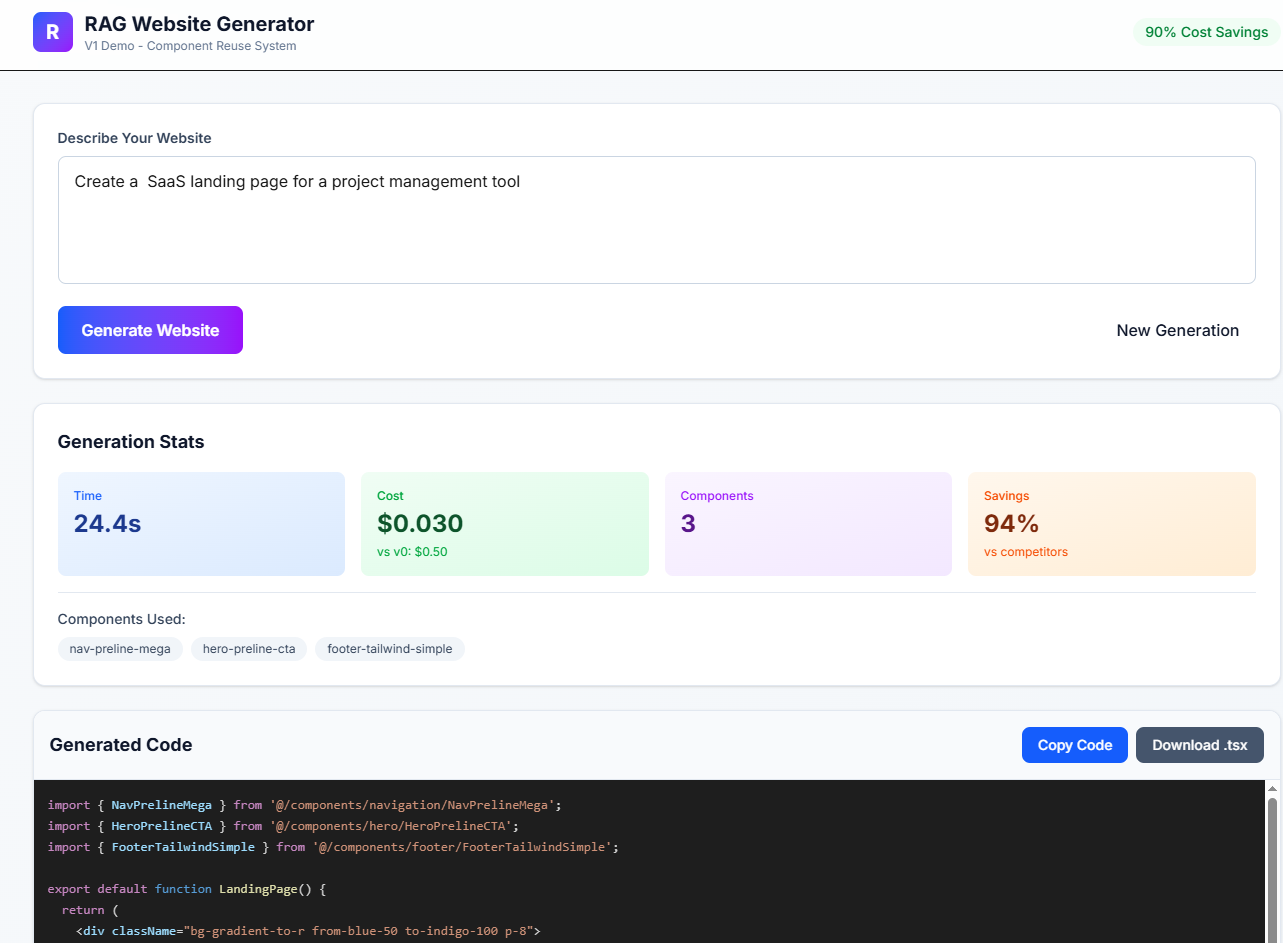 R
RAG Website Generator
V1 Demo - Component Reuse System
90% Cost Savings
Describe Your Website
Create a  SaaS landing page for a project management tool
Generate Website
New Generation
Generation Stats
Time
24.4s
Cost
$0.030
vs v0: $0.50
Components
3
Savings
94%
vs competitors
Components Used:
nav-preline-mega
hero-preline-cta
footer-tailwind-simple
Generated Code
Copy Code
Download .tsx
import { NavPrelineMega } from '@/components/navigation/NavPrelineMega';
import { HeroPrelineCTA } from '@/components/hero/HeroPrelineCTA';
import { FooterTailwindSimple } from '@/components/footer/FooterTailwindSimple';
export default function LandingPage() {
  return (
    <div className="bg-gradient-to-r from-blue-50 to-indigo-100 p-8">